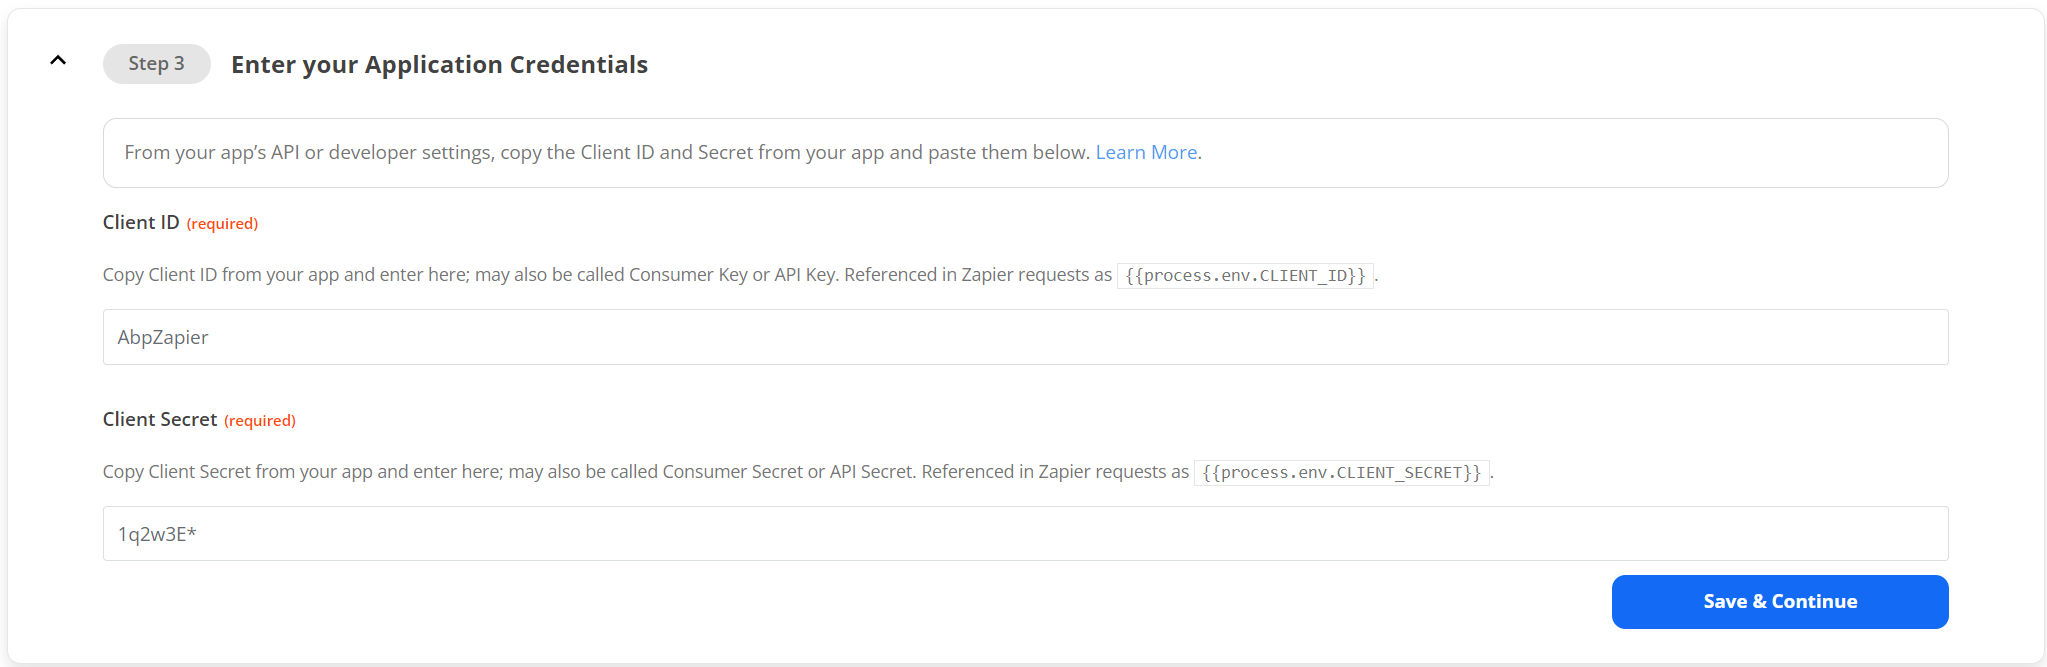 Step 3 Enter your Application Credentials
From your app’s API or developer settings, copy the Client ID and Secret from your app and paste them below. Learn More.
Client ID (required)
Copy Client ID from your app and enter here; may also be called Consumer Key or API Key. Referenced in Zapier requests as {{process.env.CLIENT_ID}}.
AbpZapier
Client Secret (required)
Copy Client Secret from your app and enter here; may also be called Consumer Secret or API Secret. Referenced in Zapier requests as {{process.env.CLIENT_SECRET}}.
1q2w3E*
Save & Continue